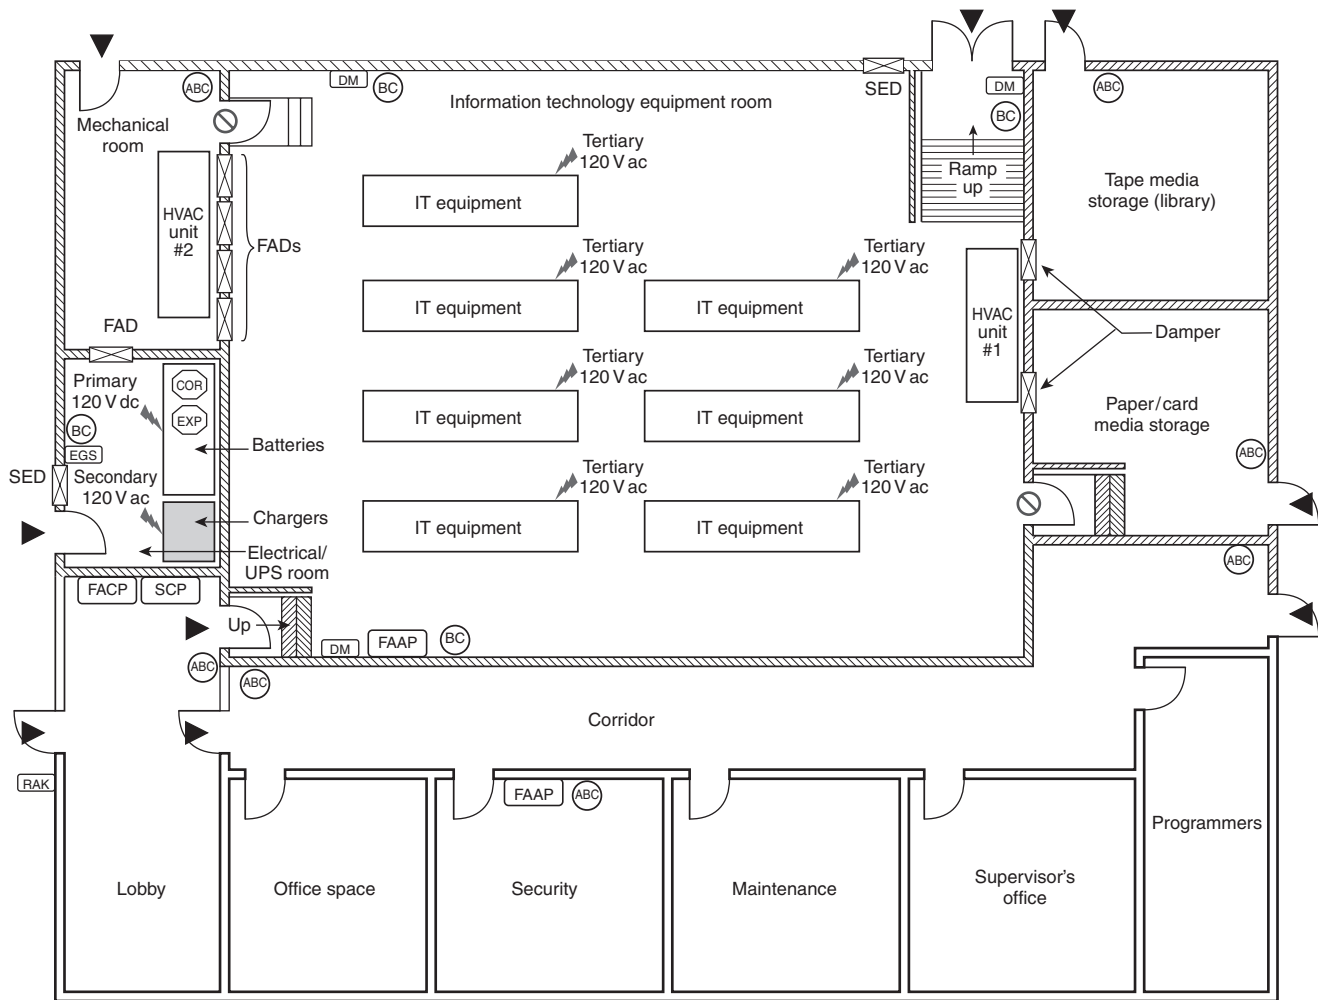 SED
DM
BC
ABC
Information technology equipment room
DM
BC
ABC
Mechanical
room
Tertiary
120 V ac
IT equipment
Ramp
up
Tape media
storage (library)
HVAC
unit
#2
FADs
Tertiary
120 V ac
IT equipment
Tertiary
120 V ac
IT equipment
HVAC
unit
#1
Damper
FAD
Primary
120 V dc
COR
EXP
BC
EGS
Batteries
Tertiary
120 V ac
IT equipment
Tertiary
120 V ac
IT equipment
Paper/card
media storage
ABC
SED
Secondary
120 V ac
Chargers
Electrical/
UPS room
Tertiary
120 V ac
IT equipment
Tertiary
120 V ac
IT equipment
ABC
FACP
SCP
Up
DM
FAAP
BC
ABC
ABC
Corridor
RAK
FAAP
ABC
Programmers
Lobby
Office space
Security
Maintenance
Supervisor's
office